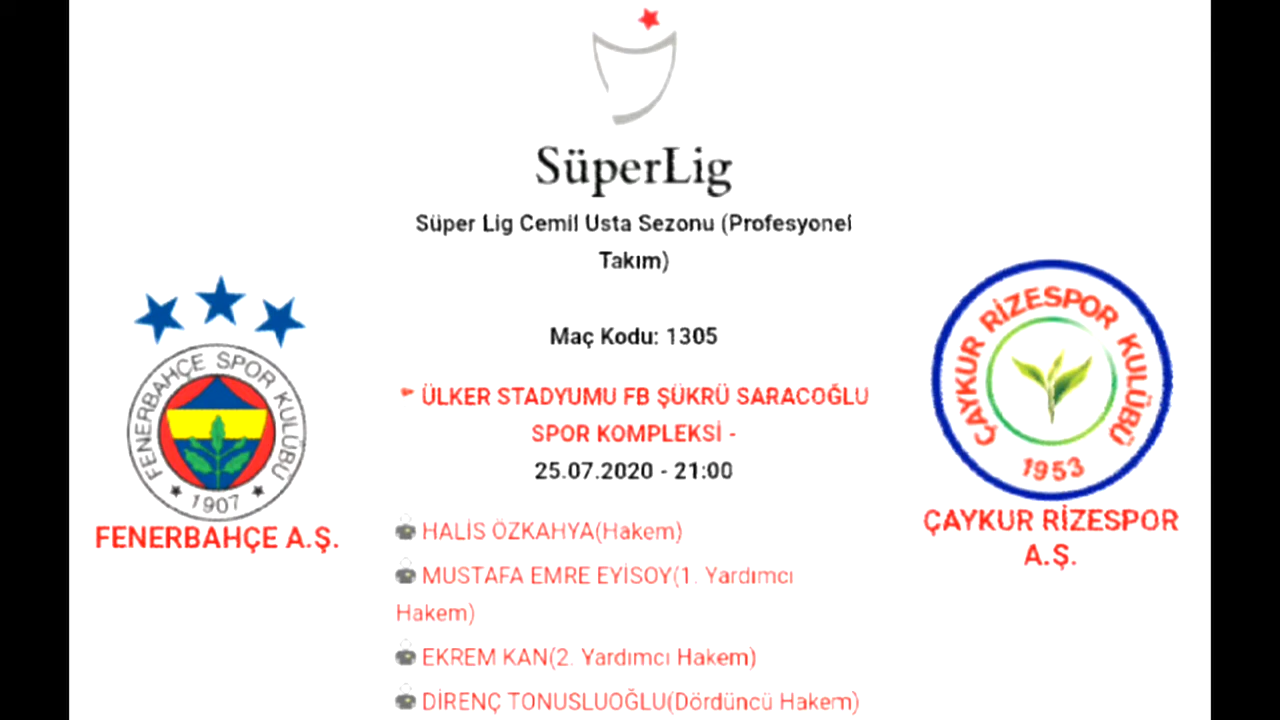 SüperLig
Süper Lig Cemil Usta Sezonu (Profesyonel
Takım)
Maç Kodu: 1305
ÜLKER STADYUMU FB ŞÜKRÜ SARACOĞLU
SPOR KOMPLEKSİ -
25.07.2020 - 21:00
FENERBAHÇE SPOR KULÜBÜ
1907
FENERBAHÇE A.Ş.
HALİS ÖZKAHYA(Hakem)
MUSTAFA EMRE EYİSOY(1. Yardımcı
Hakem)
EKREM KAN(2. Yardımcı Hakem)
DİRENÇ TONUSLUOĞLU(Dördüncü Hakem)
ÇAYKUR RİZESPOR KULÜBÜ
1953
ÇAYKUR RİZESPOR
A.Ş.